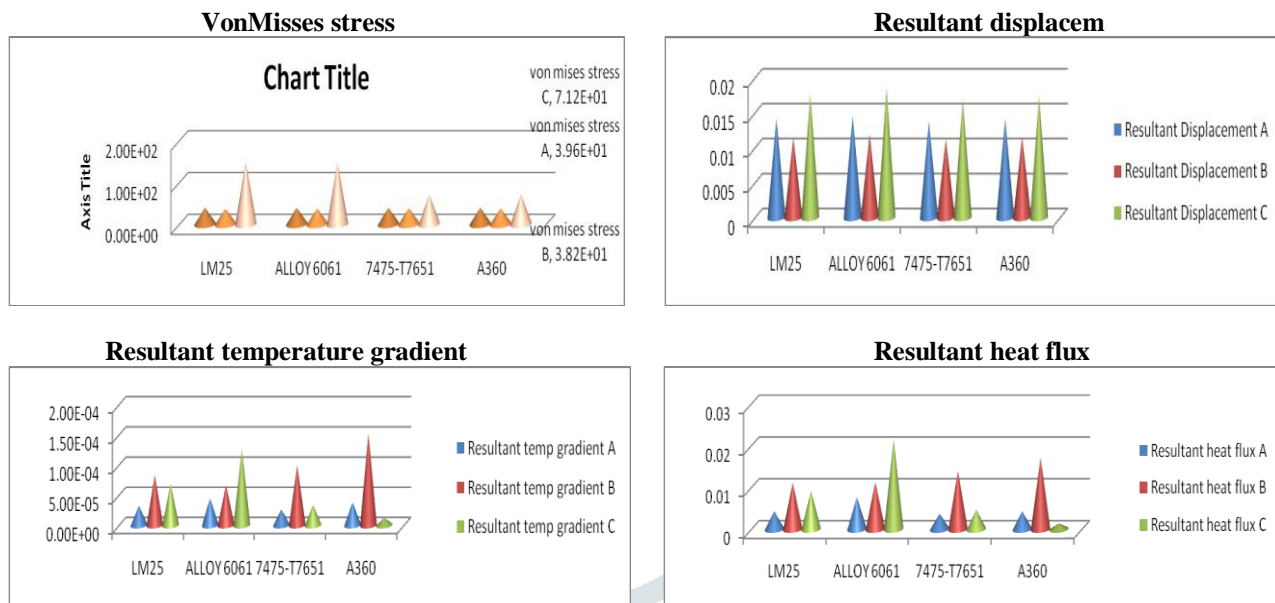 VonMisses stress
Chart Title
von mises stress
C, 7.12E+01
von mises stress
A, 3.96E+01
von mises stress
B, 3.82E+01
Axis Title
2.00E+02
1.00E+02
0.00E+00
LM25 ALLOY 6061 7475-T7651 A360
Resultant displacem
0.02
0.015
0.01
0.005
0
LM25 ALLOY 6061 7475-T7651 A360
Resultant Displacement A
Resultant Displacement B
Resultant Displacement C
Resultant temperature gradient
2.00E-04
1.50E-04
1.00E-04
5.00E-05
0.00E+00
LM25 ALLOY 6061 7475-T7651 A360
Resultant temp gradient A
Resultant temp gradient B
Resultant temp gradient C
Resultant heat flux
0.03
0.02
0.01
0
LM25 ALLOY 6061 7475-T7651 A360
Resultant heat flux A
Resultant heat flux B
Resultant heat flux C